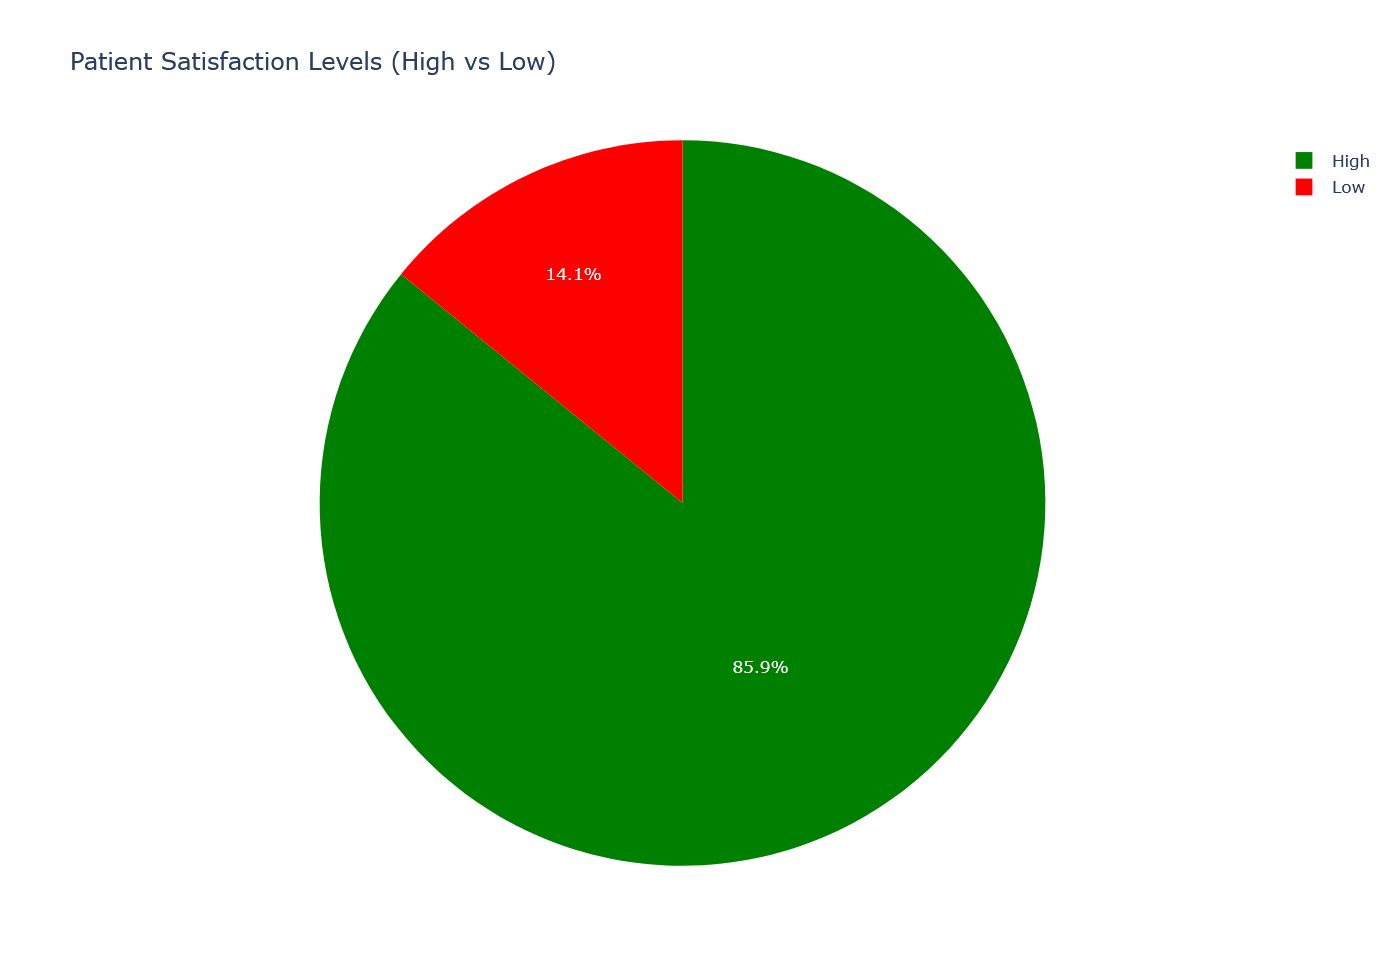 Patient Satisfaction Levels (High vs Low)
High
Low
14.1%
85.9%